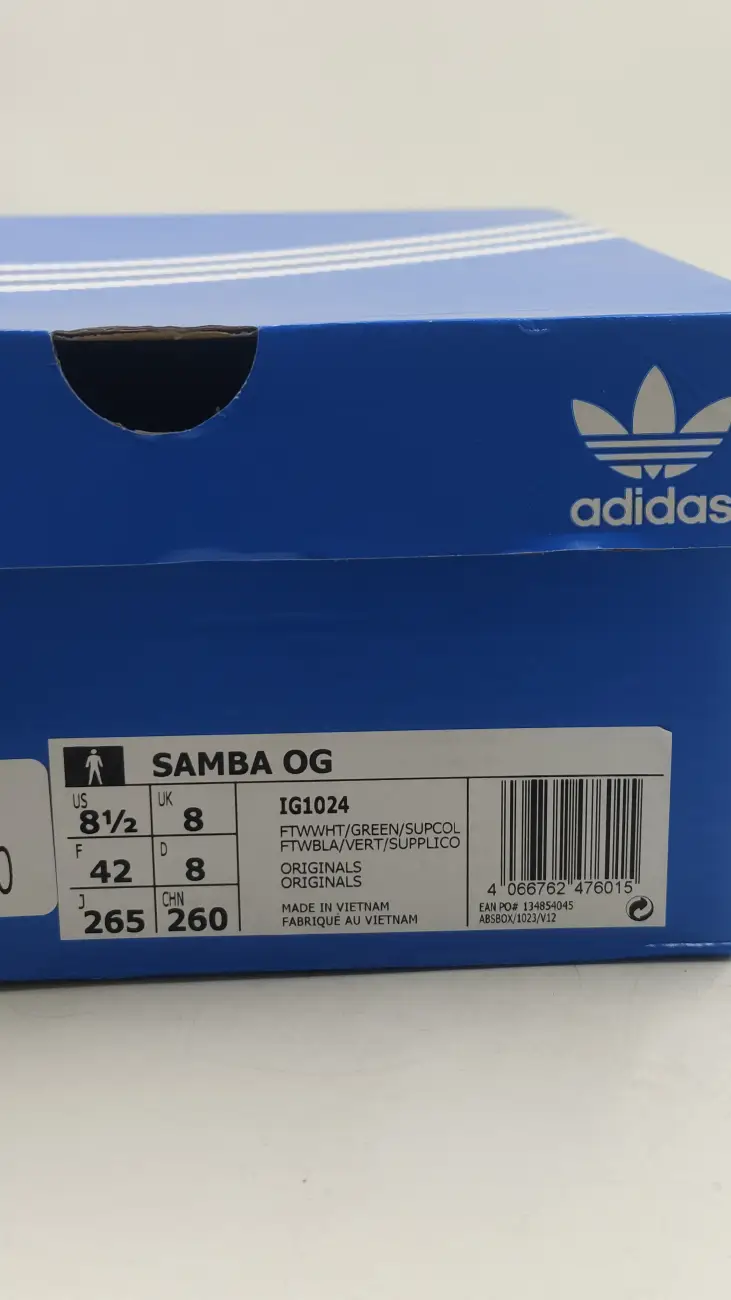 adidas
SAMBA OG
US 8½ UK 8
F 42 D 8
J 265 CHN 260
IG1024
FTWWHT/GREEN/SUPCOL
FTWBLA/VERT/SUPPLICO
ORIGINALS
ORIGINALS
MADE IN VIETNAM
FABRIQUÉ AU VIETNAM
4 066762 476015
EAN PO# 134854045
ABSBOX/1023/V12